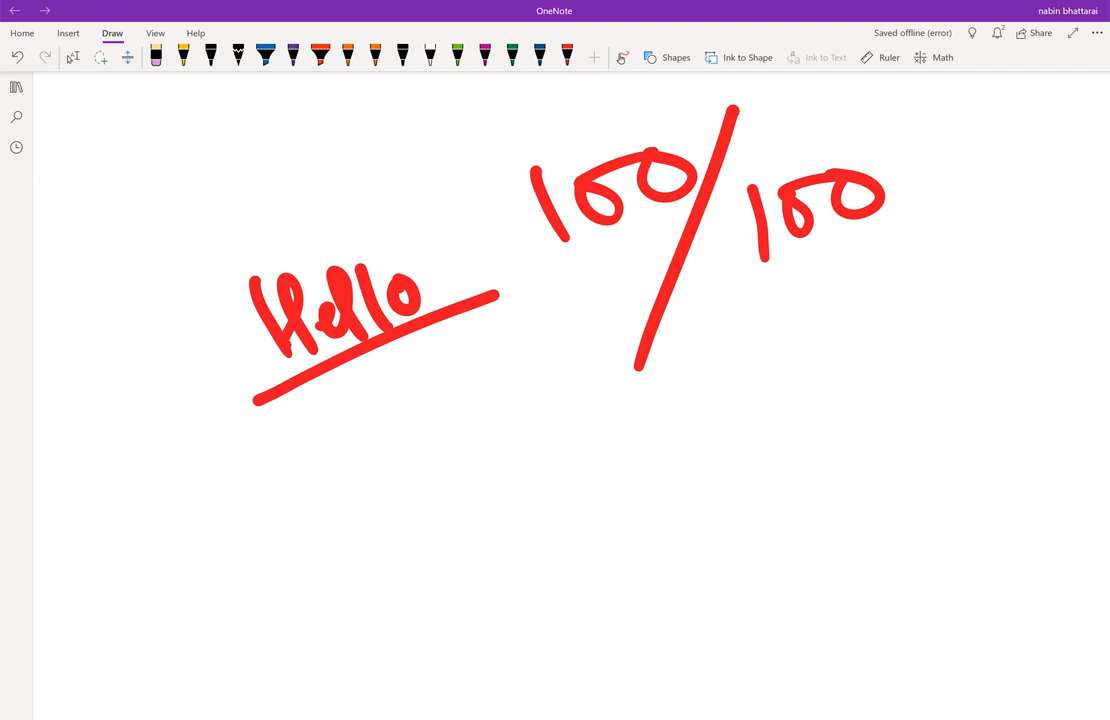 OneNote
nabin bhattarai
Home Insert Draw View Help
Saved offline (error) 2 Share
Shapes Ink to Shape Ink to Text Ruler Math
100/100
Hello